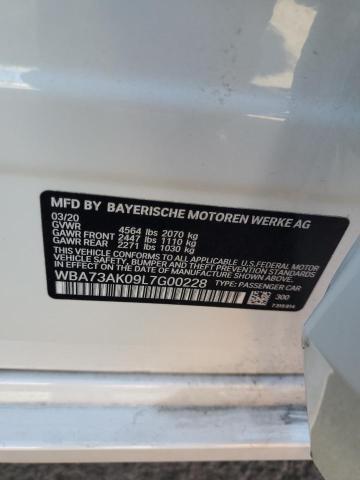 MFD BY BAYERISCHE MOTOREN WERKE AG
03/20
GVWR 4564 lbs 2070 kg
GAWR FRONT 2447 lbs 1110 kg
GAWR REAR 2271 lbs 1030 kg
THIS VEHICLE CONFORMS TO ALL APPLICABLE U.S.FEDERAL MOTOR
VEHICLE SAFETY, BUMPER, AND THEFT PREVENTION
STANDARDS IN EFFECT ON THE DATE OF MANUFACTURE SHOWN ABOVE.
WBA73AK09L7G00228 TYPE: PASSENGER CAR
300